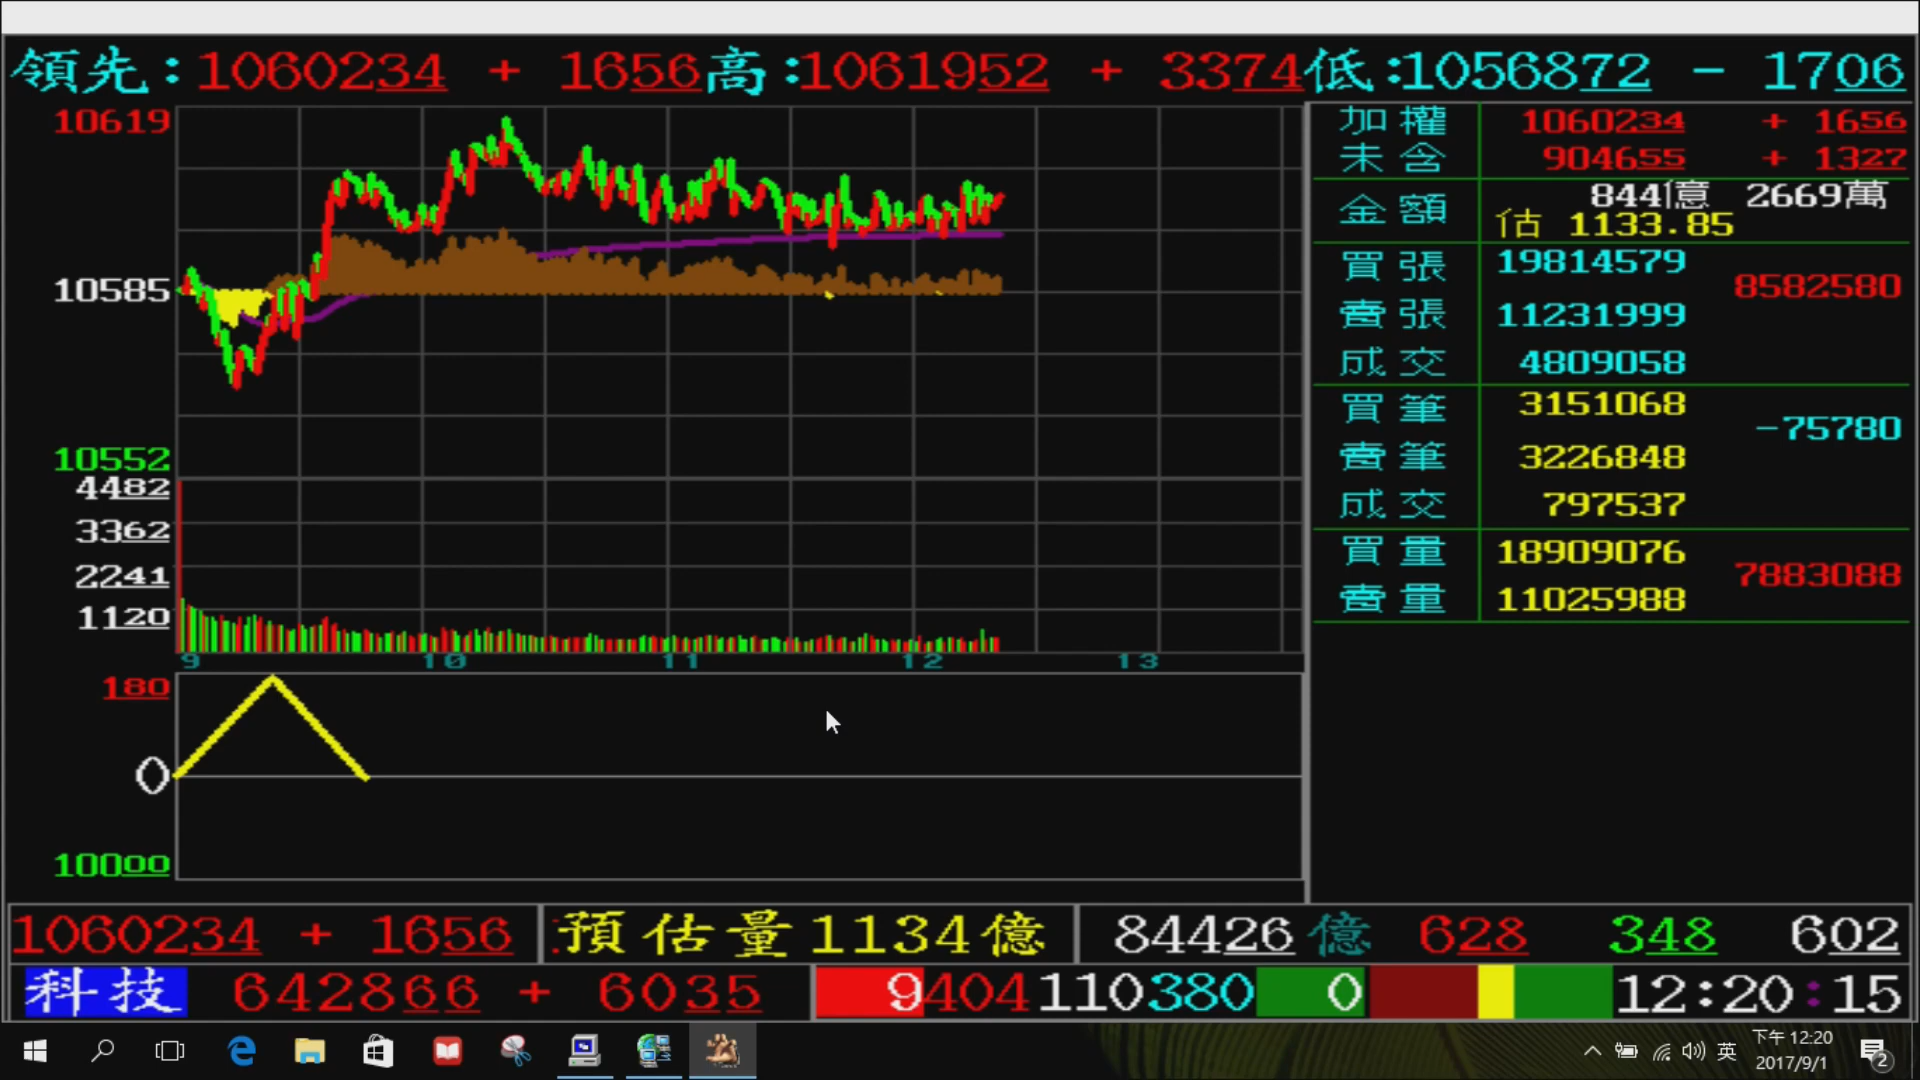 領先:1060234 + 1656高:1061952 + 3374低:1056872 - 1706
10619
10585
10552
4482
3362
2241
1120
9 10 11 12 13
180
0
10000
加權 1060234 + 1656
未含 904655 + 1327
金額 844億 2669萬
估 1133.85
買張 19814579 8582580
賣張 11231999
成交 4809058
買筆 3151068 -75780
賣筆 3226848
成交 797537
買量 18909076 7883088
賣量 11025988
1060234 + 1656 :預估量1134億 84426億 628 348 602
科技 642866 + 6035 9404110380 0 12:20:15
英 下午 12:20
2017/9/1
2